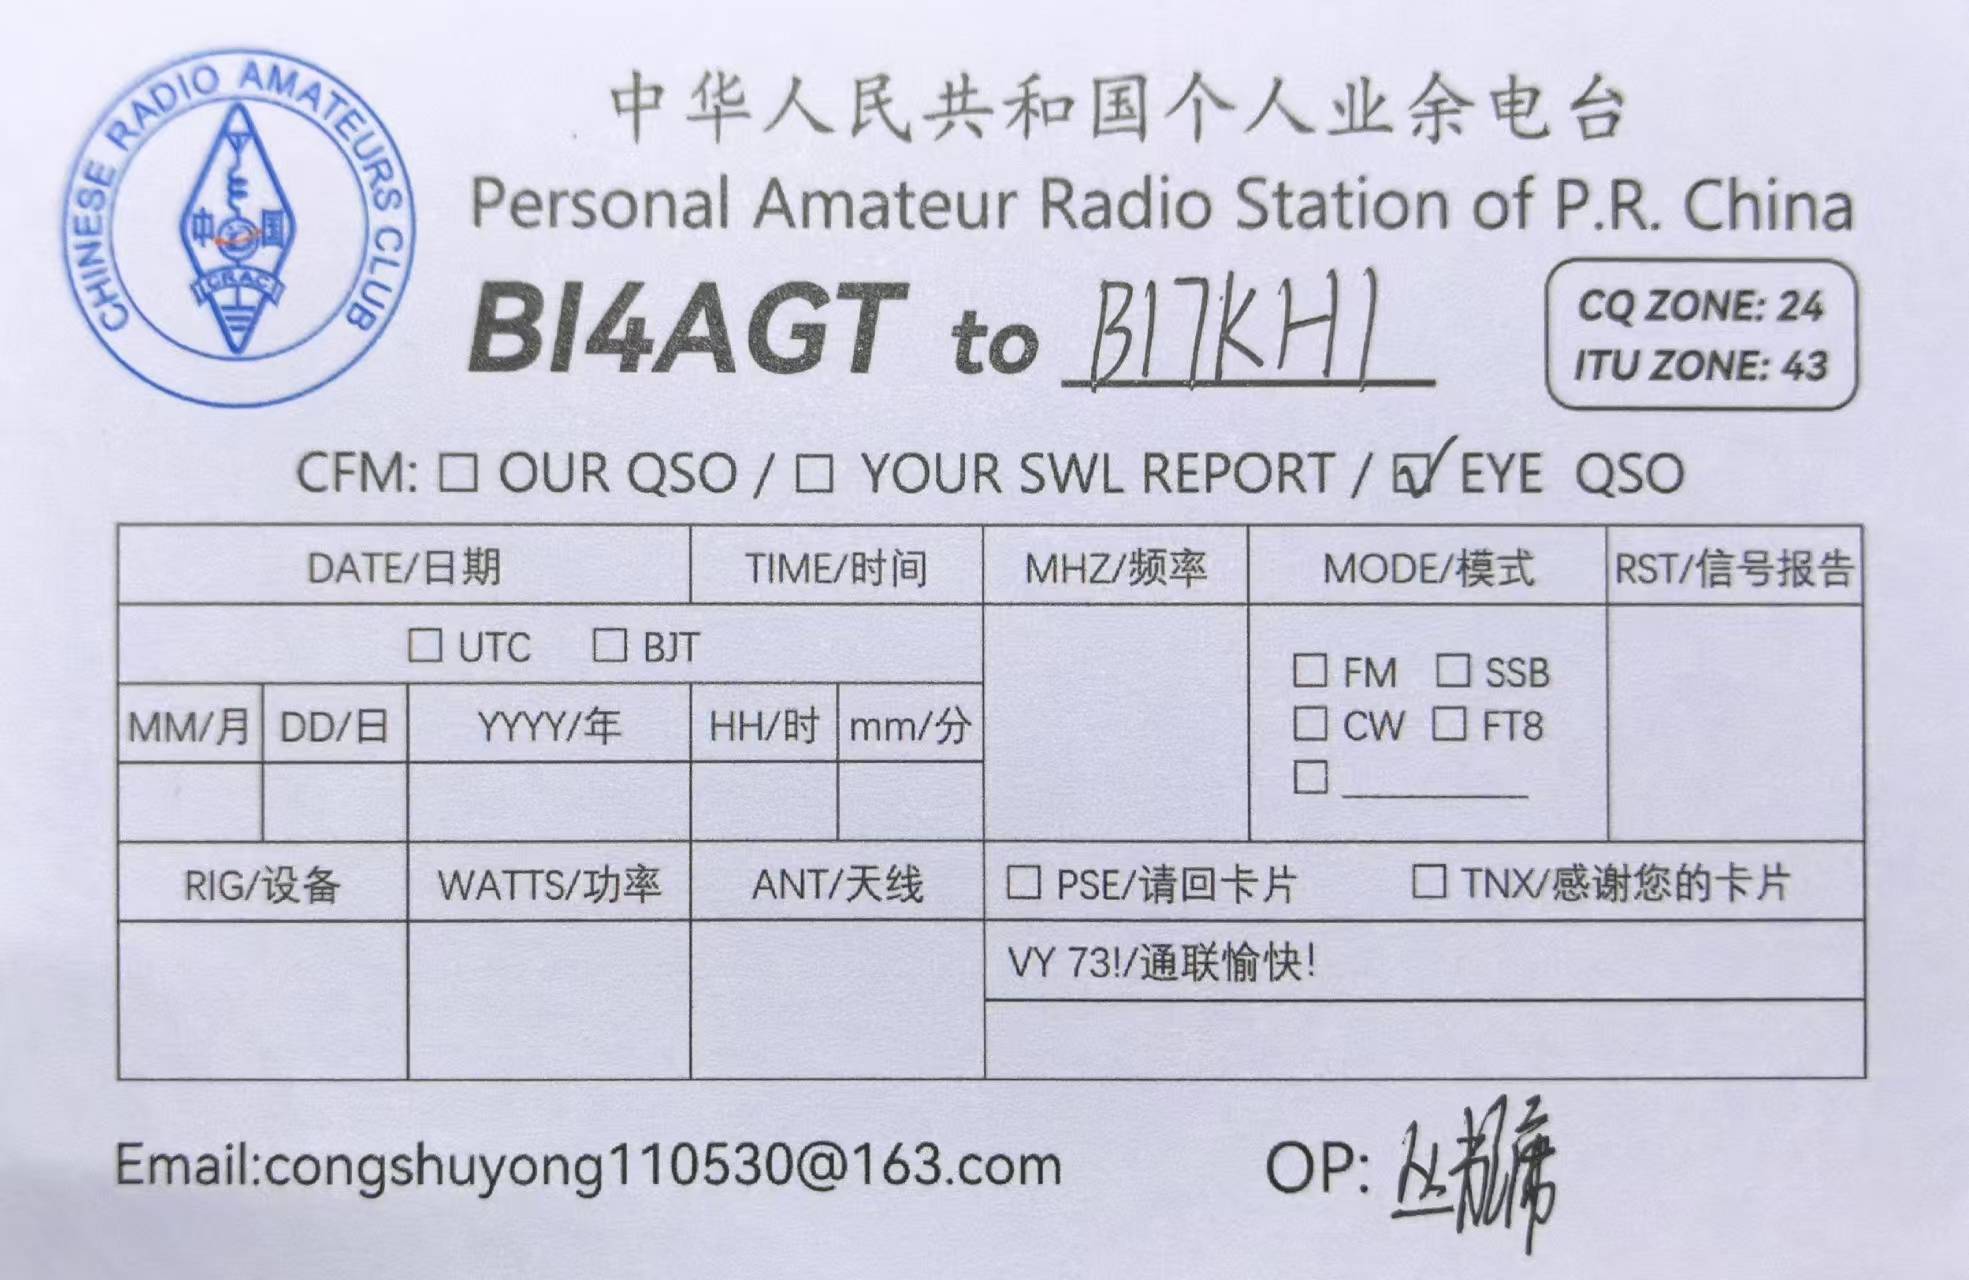 CHINESE RADIO AMATEURS CLUB
中国
CRAC
中华人民共和国个人业余电台
Personal Amateur Radio Station of P.R. China
BI4AGT to BI7KHI
CQ ZONE: 24
ITU ZONE: 43
CFM: □ OUR QSO / □ YOUR SWL REPORT / ☑ EYE QSO
DATE/日期 TIME/时间 MHZ/频率 MODE/模式 RST/信号报告
□ UTC □ BJT
□ FM □ SSB
MM/月 DD/日 YYYY/年 HH/时 mm/分
□ CW □ FT8
□ ________
RIG/设备 WATTS/功率 ANT/天线 □ PSE/请回卡片 □ TNX/感谢您的卡片
VY 73!/通联愉快!
Email:congshuyong110530@163.com OP: 丛